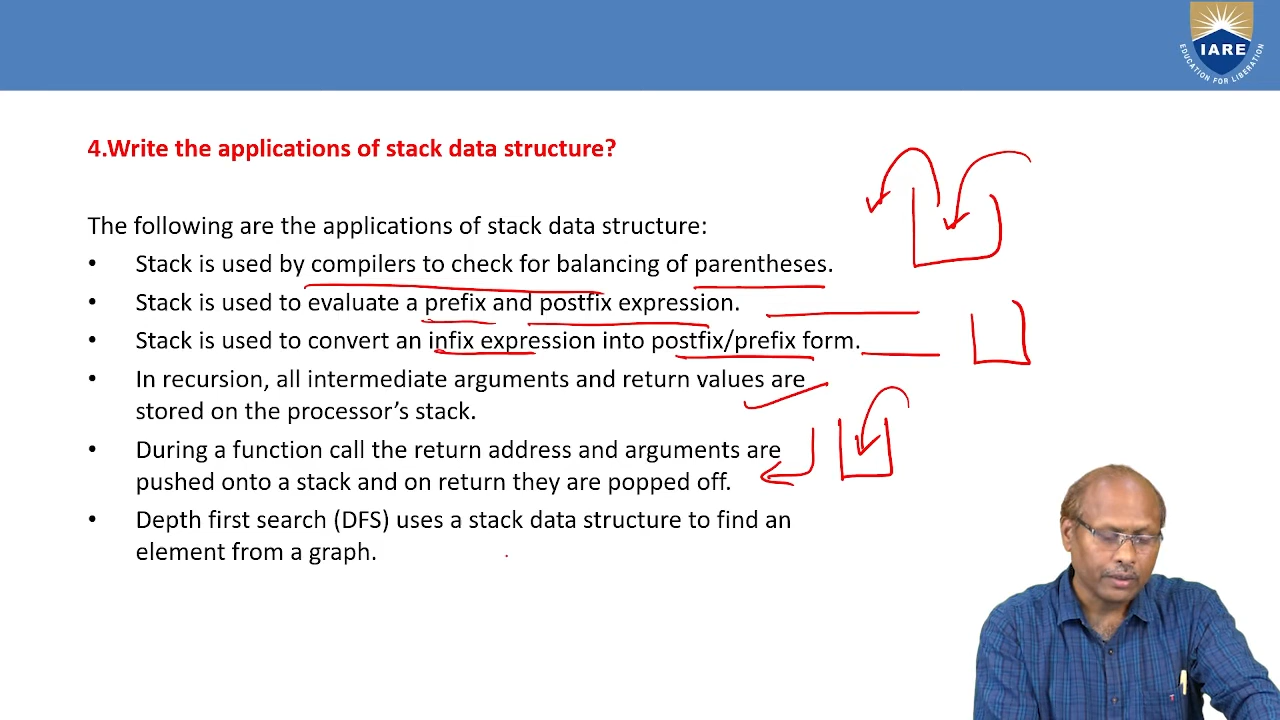 IARE
EDUCATION FOR LIBERATION
4.Write the applications of stack data structure?
The following are the applications of stack data structure:
• Stack is used by compilers to check for balancing of parentheses.
• Stack is used to evaluate a prefix and postfix expression.
• Stack is used to convert an infix expression into postfix/prefix form.
• In recursion, all intermediate arguments and return values are
stored on the processor’s stack.
• During a function call the return address and arguments are
pushed onto a stack and on return they are popped off.
• Depth first search (DFS) uses a stack data structure to find an
element from a graph.